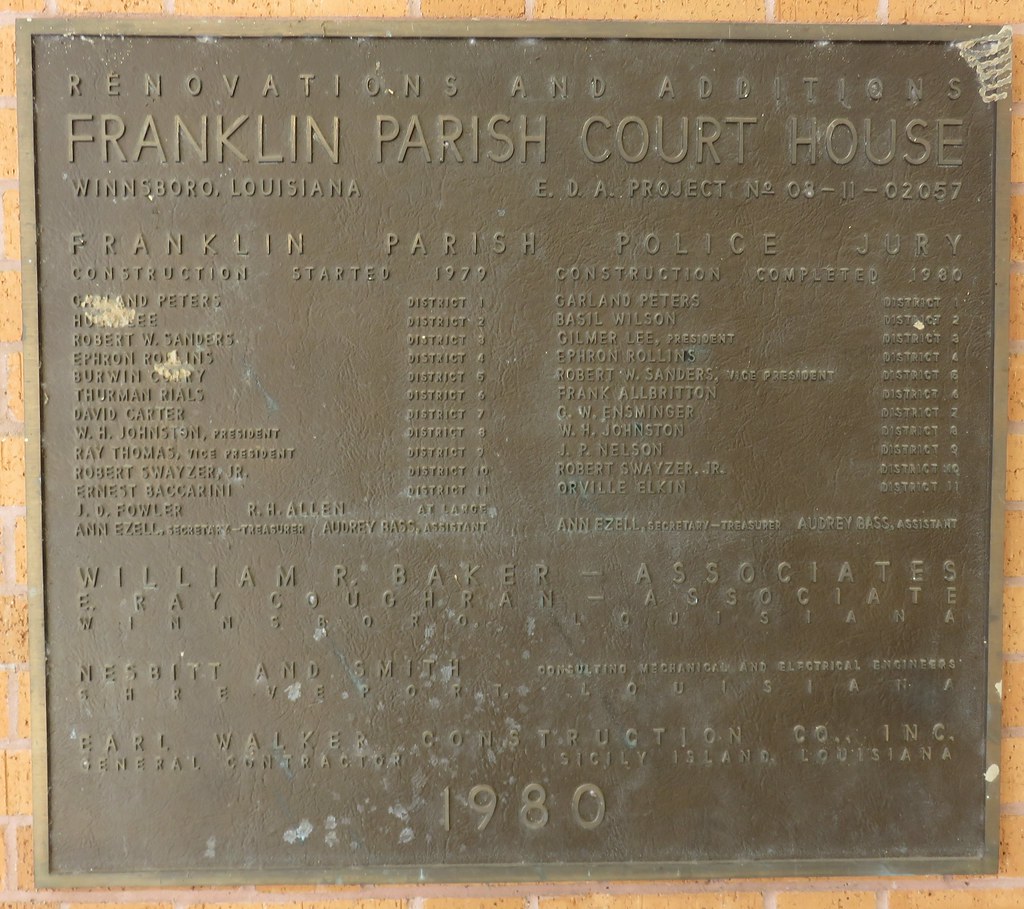 RENOVATIONS AND ADDITIONS
FRANKLIN PARISH COURT HOUSE
WINNSBORO, LOUISIANA E. D. A. PROJECT Nº 08-11-02057
FRANKLIN PARISH POLICE JURY
CONSTRUCTION STARTED 1979
GARLAND PETERS DISTRICT 1
LEE DISTRICT 2
ROBERT W. SANDERS DISTRICT 3
EPHRON ROLLINS DISTRICT 4
BURWIN CURRY DISTRICT 5
THURMAN RIALS DISTRICT 6
DAVID CARTER DISTRICT 7
W. H. JOHNSTON, PRESIDENT DISTRICT 8
RAY THOMAS, VICE PRESIDENT DISTRICT 9
ROBERT SWAYZER, JR. DISTRICT 10
ERNEST BACCARINI DISTRICT 11
J. D. FOWLER R. H. ALLEN AT LARGE
ANN EZELL, SECRETARY-TREASURER AUDREY BASS, ASSISTANT
CONSTRUCTION COMPLETED 1980
GARLAND PETERS DISTRICT 1
BASIL WILSON DISTRICT 2
GILMER LEE, PRESIDENT DISTRICT 3
EPHRON ROLLINS DISTRICT 4
ROBERT W. SANDERS, VICE PRESIDENT DISTRICT 5
FRANK ALLBRITTON DISTRICT
C. W. ENSMINGER DISTRICT 7
W. H. JOHNSTON DISTRICT 8
J. P. NELSON DISTRICT 9
ROBERT SWAYZER, JR. DISTRICT 10
ORVILLE ELKIN DISTRICT 11
ANN EZELL, SECRETARY-TREASURER AUDREY BASS, ASSISTANT
WILLIAM R. BAKER - ASSOCIATES
E. RAY COUGHRAN - ASSOCIATE
WINNSBORO, LOUISIANA
NESBITT AND SMITH CONSULTING MECHANICAL AND ELECTRICAL ENGINEERS
SHREVEPORT, LOUISIANA
EARL WALKER CONSTRUCTION CO., INC.
GENERAL CONTRACTOR SICILY ISLAND, LOUISIANA
1980